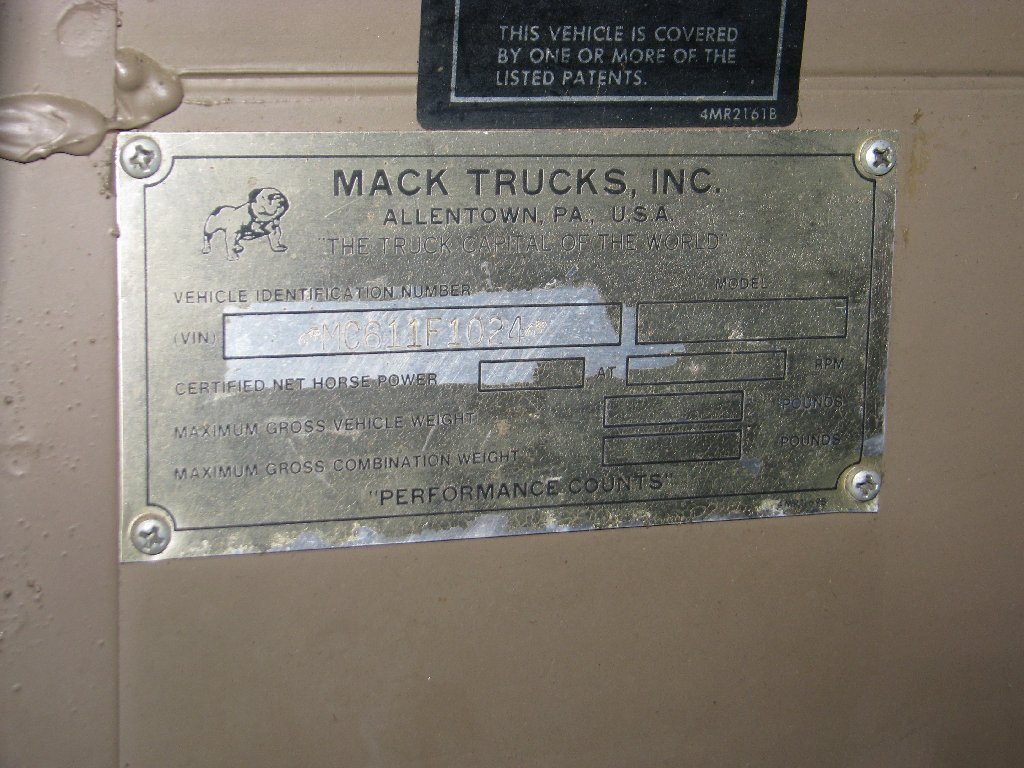 THIS VEHICLE IS COVERED
BY ONE OR MORE OF THE
LISTED PATENTS.
4MR2161B
MACK TRUCKS, INC.
ALLENTOWN, PA., U.S.A.
"THE TRUCK CAPITAL OF THE WORLD"
VEHICLE IDENTIFICATION NUMBER MODEL
(VIN) MC611F1024
CERTIFIED NET HORSE POWER AT RPM
MAXIMUM GROSS VEHICLE WEIGHT POUNDS
MAXIMUM GROSS COMBINATION WEIGHT POUNDS
"PERFORMANCE COUNTS"